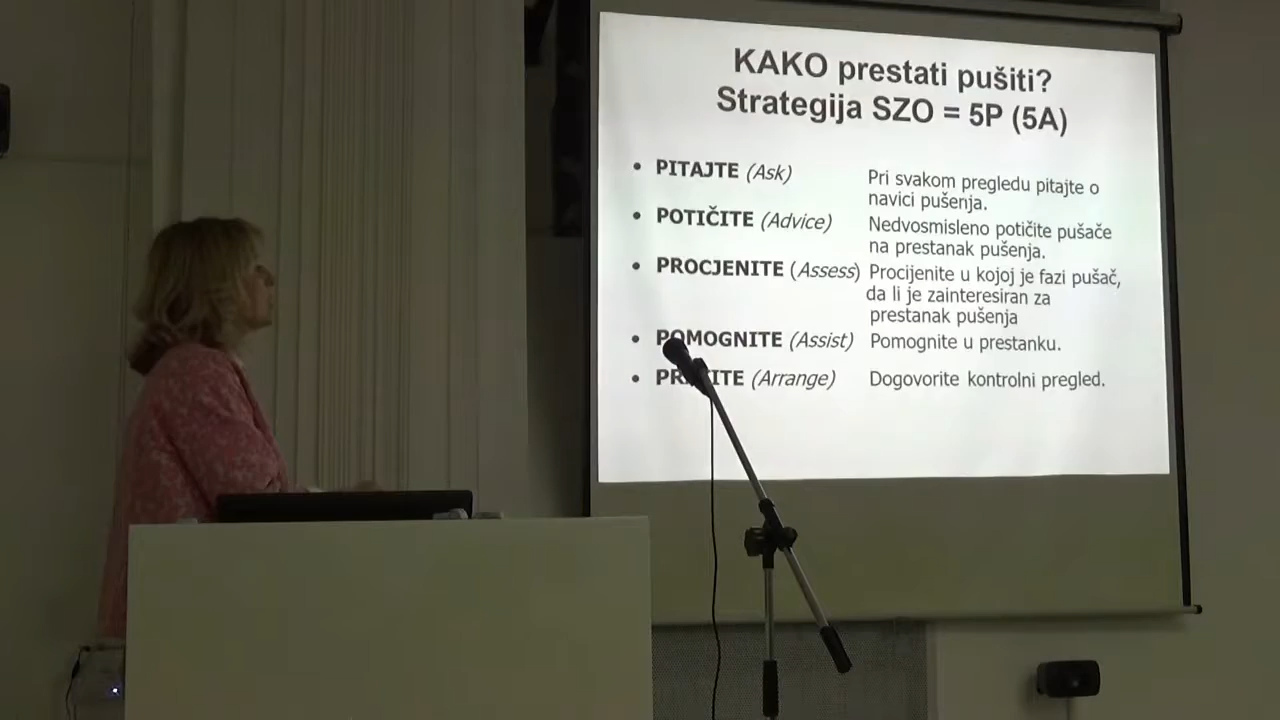 KAKO prestati pušiti?
Strategija SZO = 5P (5A)
• PITAJTE (Ask) Pri svakom pregledu pitajte o
navici pušenja.
• POTIČITE (Advice) Nedvosmisleno potičite pušače
na prestanak pušenja.
• PROCJENITE (Assess) Procijenite u kojoj je fazi pušač,
da li je zainteresiran za
prestanak pušenja
• POMOGNITE (Assist) Pomognite u prestanku.
• (Arrange) Dogovorite kontrolni pregled.